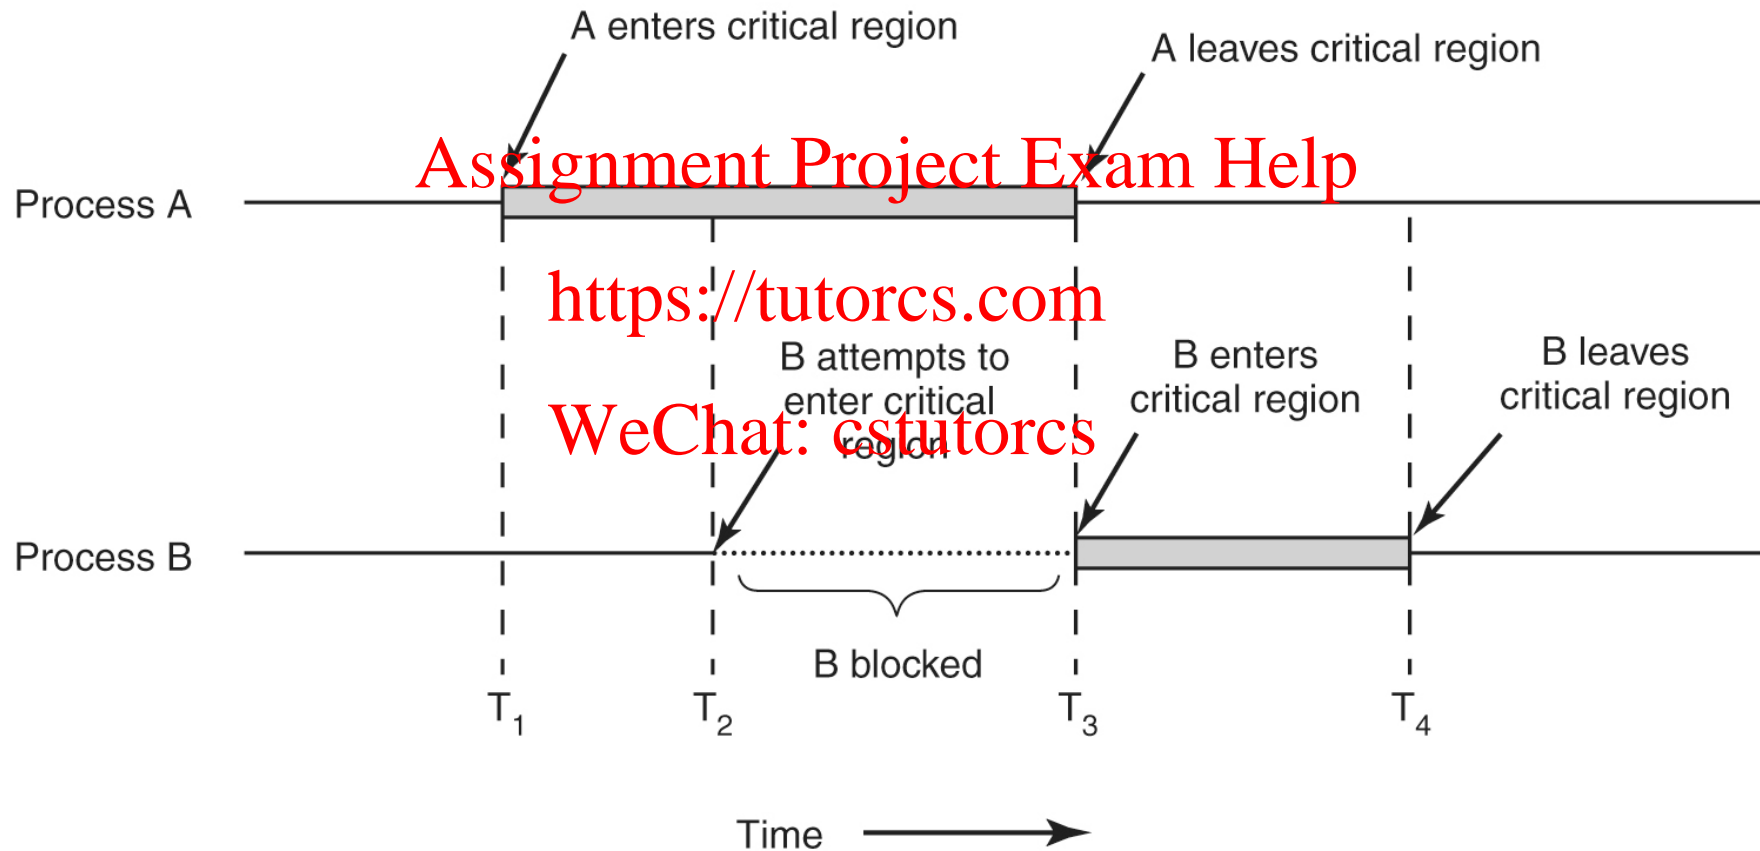 A enters critical region
A leaves critical region
Assignment Project Exam Help
Process A
https://tutorcs.com
B attempts to
enter critical
region
B enters
critical region
B leaves
critical region
WeChat: cstutorcs
Process B
B blocked
T1
T2
T3
T4
Time